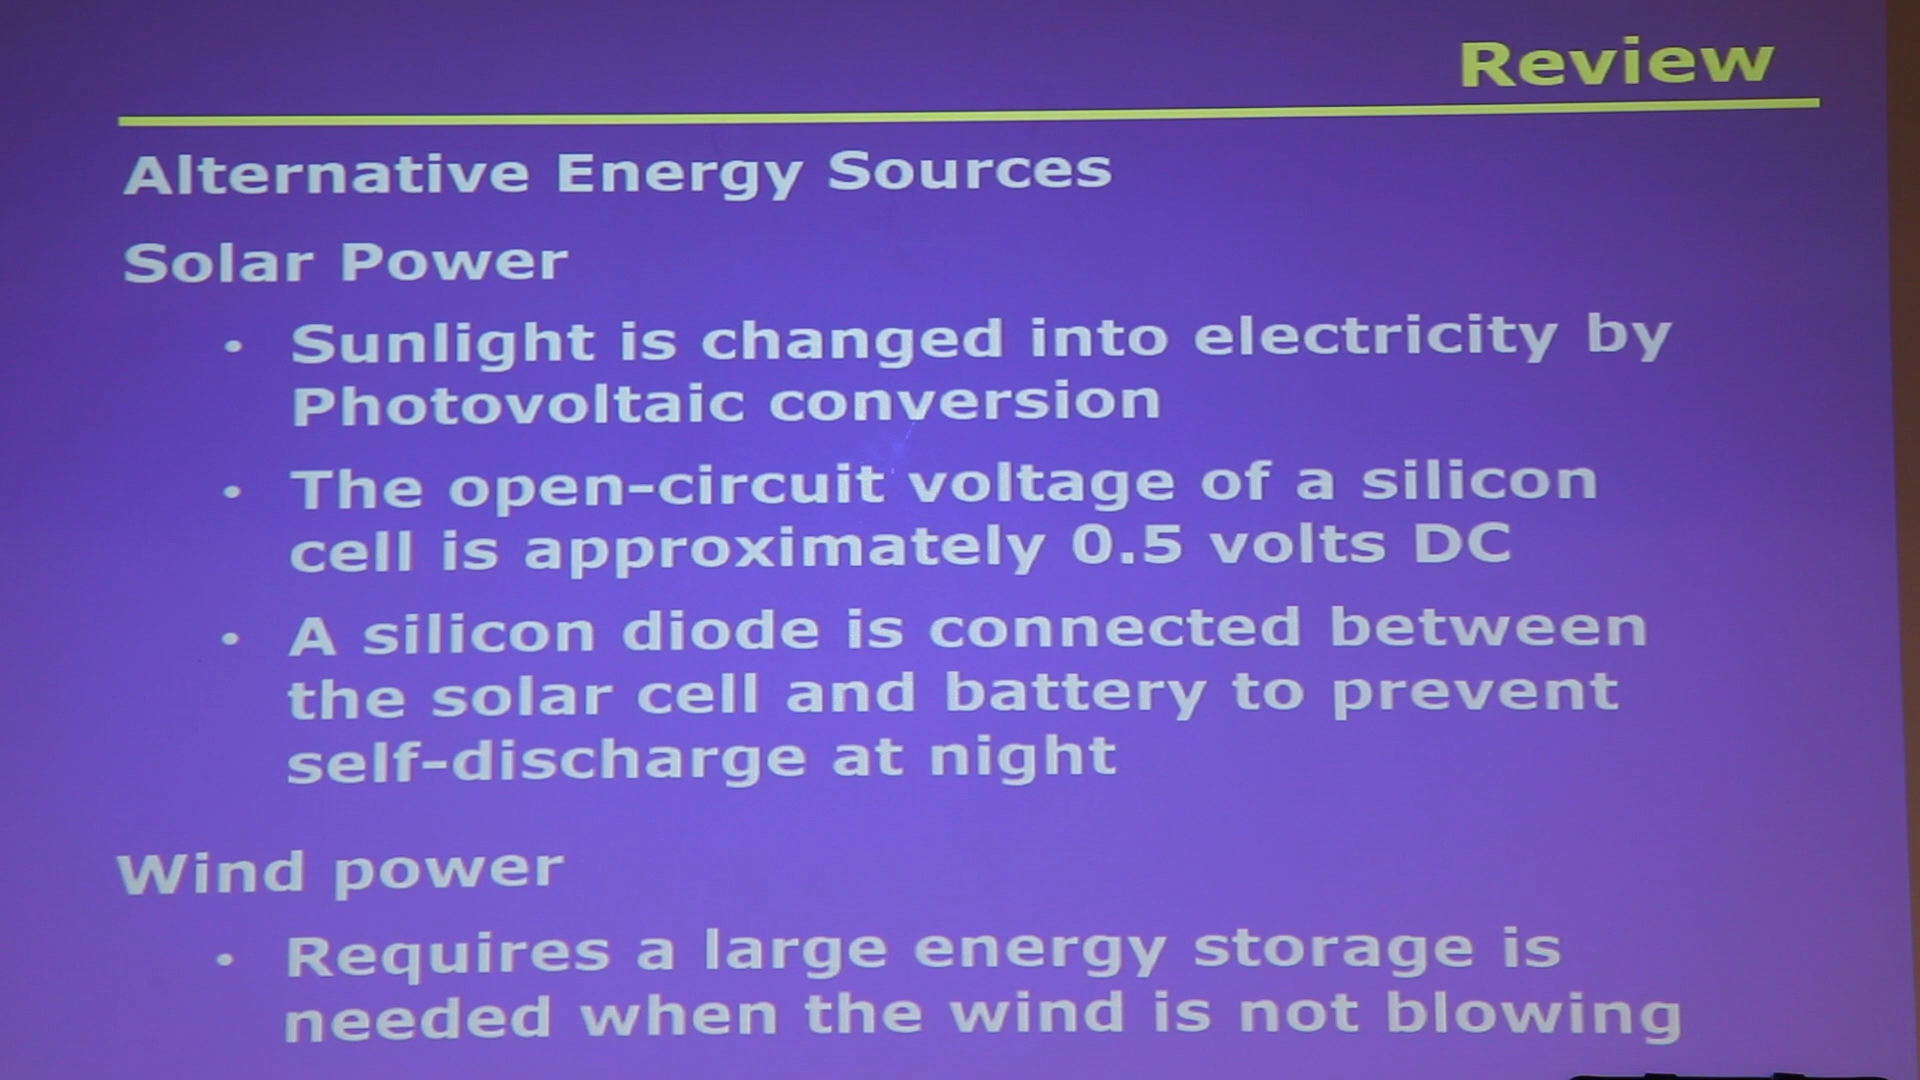 Review
Alternative Energy Sources
Solar Power
• Sunlight is changed into electricity by
Photovoltaic conversion
• The open-circuit voltage of a silicon
cell is approximately 0.5 volts DC
• A silicon diode is connected between
the solar cell and battery to prevent
self-discharge at night
Wind power
• Requires a large energy storage is
needed when the wind is not blowing